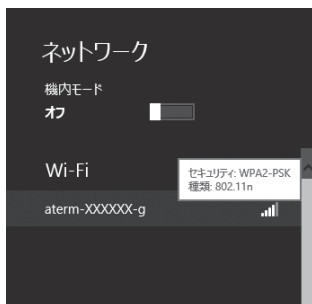 ネットワーク
機内モード
オフ
Wi-Fi
セキュリティ: WPA2-PSK
種類: 802.11n
aterm-XXXXXX-g